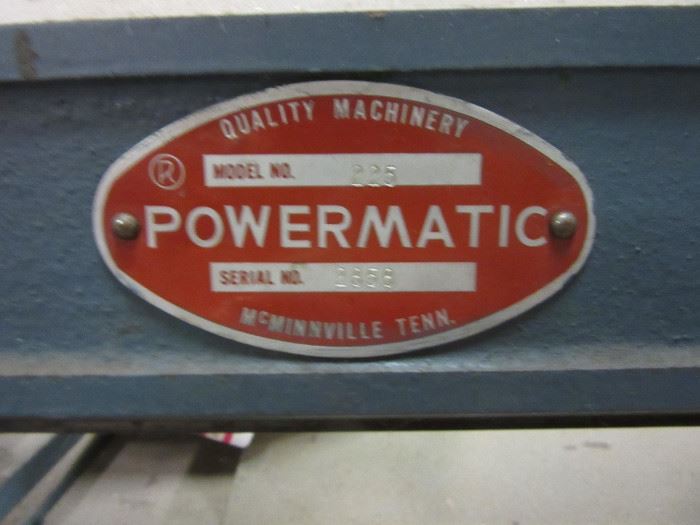 QUALITY MACHINERY
®
MODEL NO. 225
POWERMATIC
SERIAL NO.
McMINNVILLE TENN.